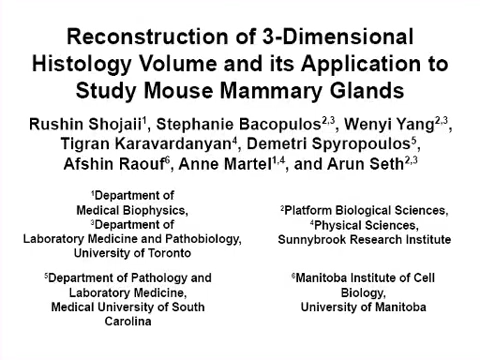 Reconstruction of 3-Dimensional
Histology Volume and its Application to
Study Mouse Mammary Glands
Rushin Shojaii¹, Stephanie Bacopulos²,³, Wenyi Yang²,³,
Tigran Karavardanyan⁴, Demetri Spyropoulos⁵,
Afshin Raouf⁶, Anne Martel¹,⁴, and Arun Seth²,³
¹Department of
Medical Biophysics,
³Department of
Laboratory Medicine and Pathobiology,
University of Toronto
²Platform Biological Sciences,
⁴Physical Sciences,
Sunnybrook Research Institute
⁵Department of Pathology and
Laboratory Medicine,
Medical University of South
Carolina
⁶Manitoba Institute of Cell
Biology,
University of Manitoba